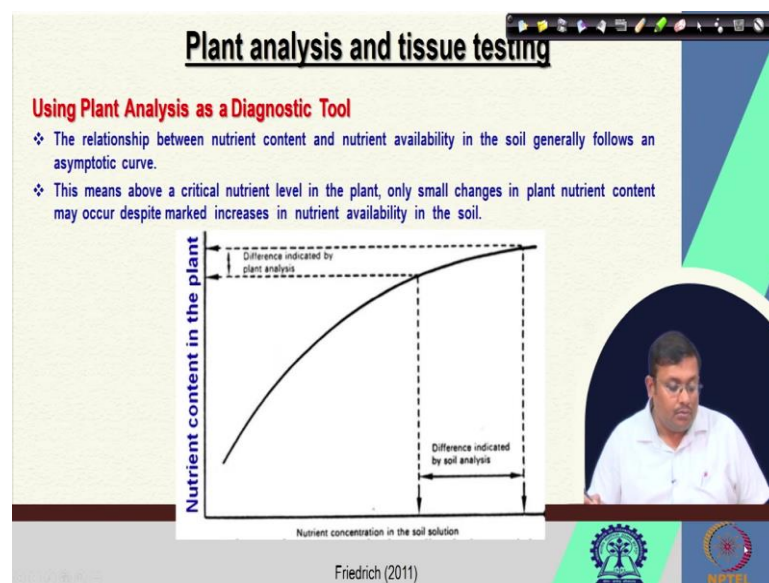 Plant analysis and tissue testing
Using Plant Analysis as a Diagnostic Tool
❖ The relationship between nutrient content and nutrient availability in the soil generally follows an
asymptotic curve.
❖ This means above a critical nutrient level in the plant, only small changes in plant nutrient content
may occur despite marked increases in nutrient availability in the soil.
Nutrient content in the plant
Difference indicated by
plant analysis
Difference indicated
by soil analysis
Nutrient concentration in the soil solution
Friedrich (2011)
NPTEL